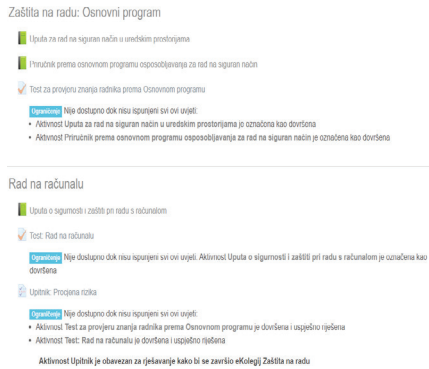 Zaštita na radu: Osnovni program
Uputa za rad na siguran način u uredskim prostorijama
Priručnik prema osnovnom programu osposobljavanja za rad na siguran način
Test za provjeru znanja radnika prema Osnovnom programu
Ograničenje Nije dostupno dok nisu ispunjeni svi ovi uvjeti:
• Aktivnost Uputa za rad na siguran način u uredskim prostorijama je označena kao dovršena
• Aktivnost Priručnik prema osnovnom programu osposobljavanja za rad na siguran način je označena kao dovršena
Rad na računalu
Uputa o sigurnosti i zaštiti pri radu s računalom
Test: Rad na računalu
Ograničenje Nije dostupno dok nisu ispunjeni svi ovi uvjeti. Aktivnost Uputa o sigurnosti i zaštiti pri radu s računalom je označena kao
dovršena
Upitnik: Procjena rizika
Ograničenje Nije dostupno dok nisu ispunjeni svi ovi uvjeti:
• Aktivnost Test za provjeru znanja radnika prema Osnovnom programu je dovršena i uspješno riješena
• Aktivnost Test: Rad na računalu je dovršena i uspješno riješena
Aktivnost Upitnik je obavezan za rješavanje kako bi se završio eKolegij Zaštita na radu